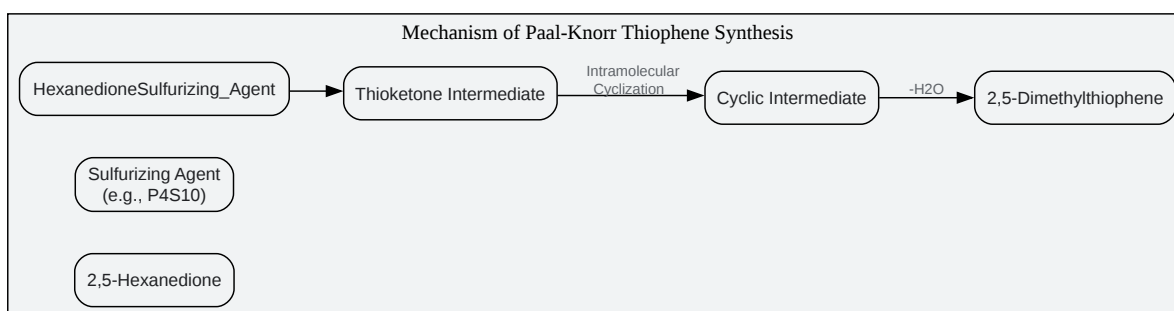 Mechanism of Paal-Knorr Thiophene Synthesis
HexanedioneSulfurizing_Agent
Thioketone Intermediate
Intramolecular
Cyclization
Cyclic Intermediate
-H2O
2,5-Dimethylthiophene
Sulfurizing Agent
(e.g., P4S10)
2,5-Hexanedione